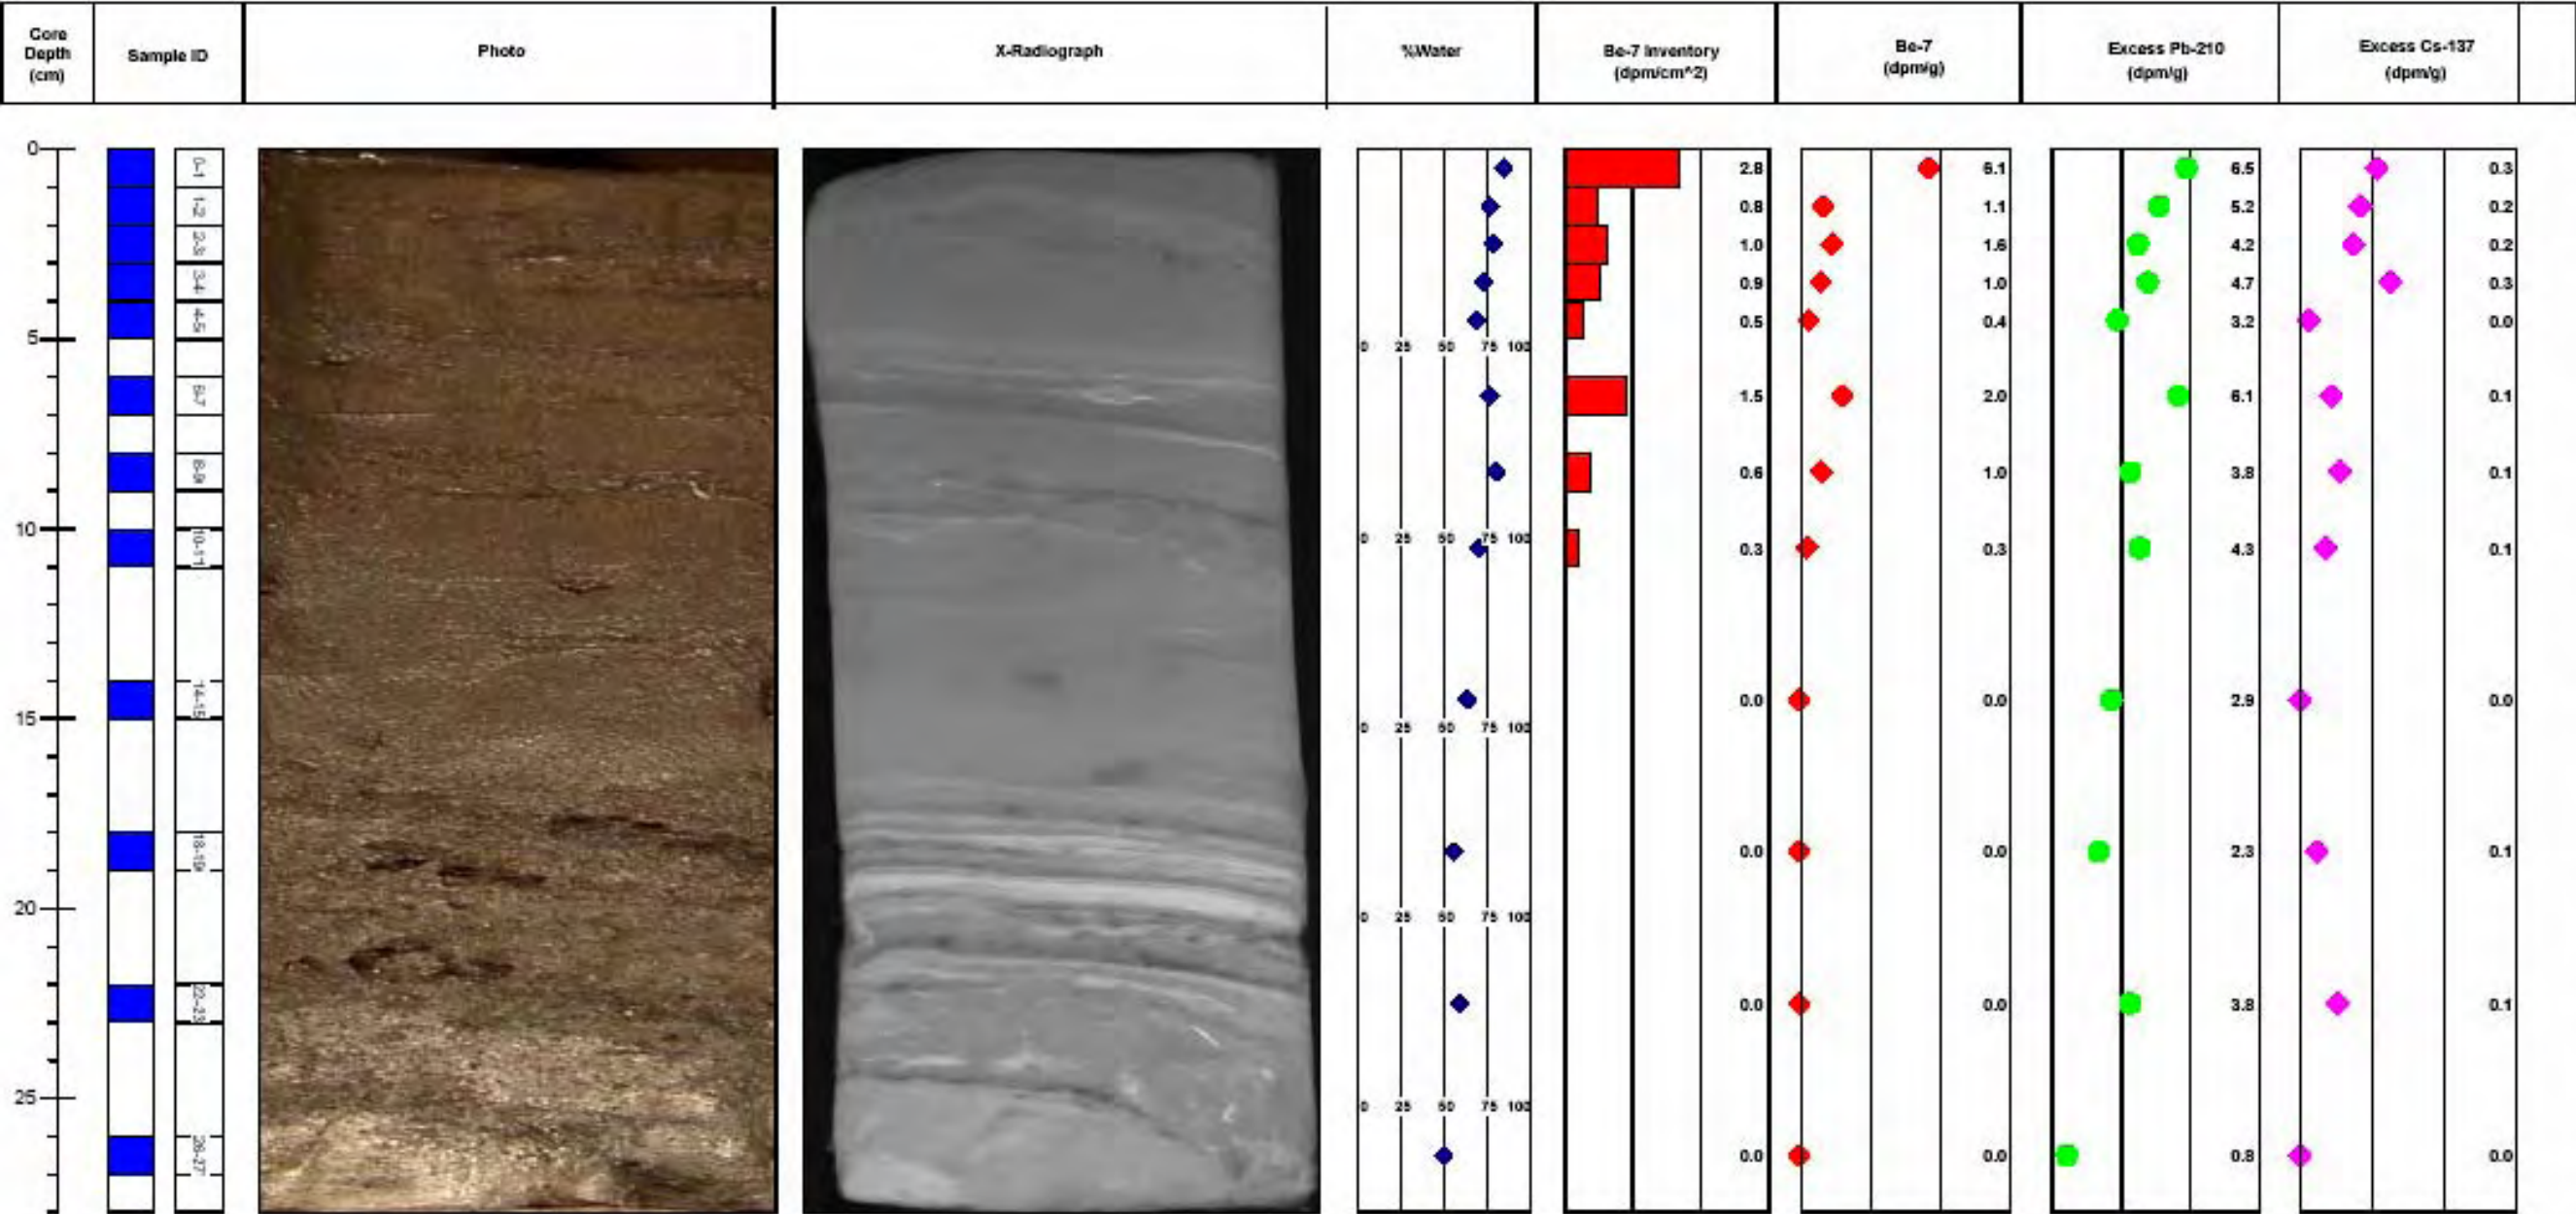 Core Depth (cm)
Sample ID
Photo
X-Radiograph
%Water
Be-7 Inventory (dpm/cm^2)
Be-7 (dpm/g)
Excess Pb-210 (dpm/g)
Excess Cs-137 (dpm/g)
0
0-1 2.8 6.5 0.3
1-2 0.8 1.1 5.2 0.2
2-3 1.0 1.6 4.2 0.2
3-4 0.9 1.0 4.7 0.3
4-5 0.5 0.4 3.2 0.0
5 0 25 50 75 100
6-7 1.5 2.0 6.1 0.1
8-9 0.6 1.0 3.8 0.1
10 0 25 50 75 100
10-11 0.3 0.3 4.3 0.1
14-15 0.0 0.0 2.9 0.0
15 0 25 50 75 100
18-19 0.0 0.0 2.3 0.1
20 0 25 50 75 100
22-23 0.0 0.0 3.8 0.1
25 0 25 50 75 100
26-27 0.0 0.0 0.8 0.0